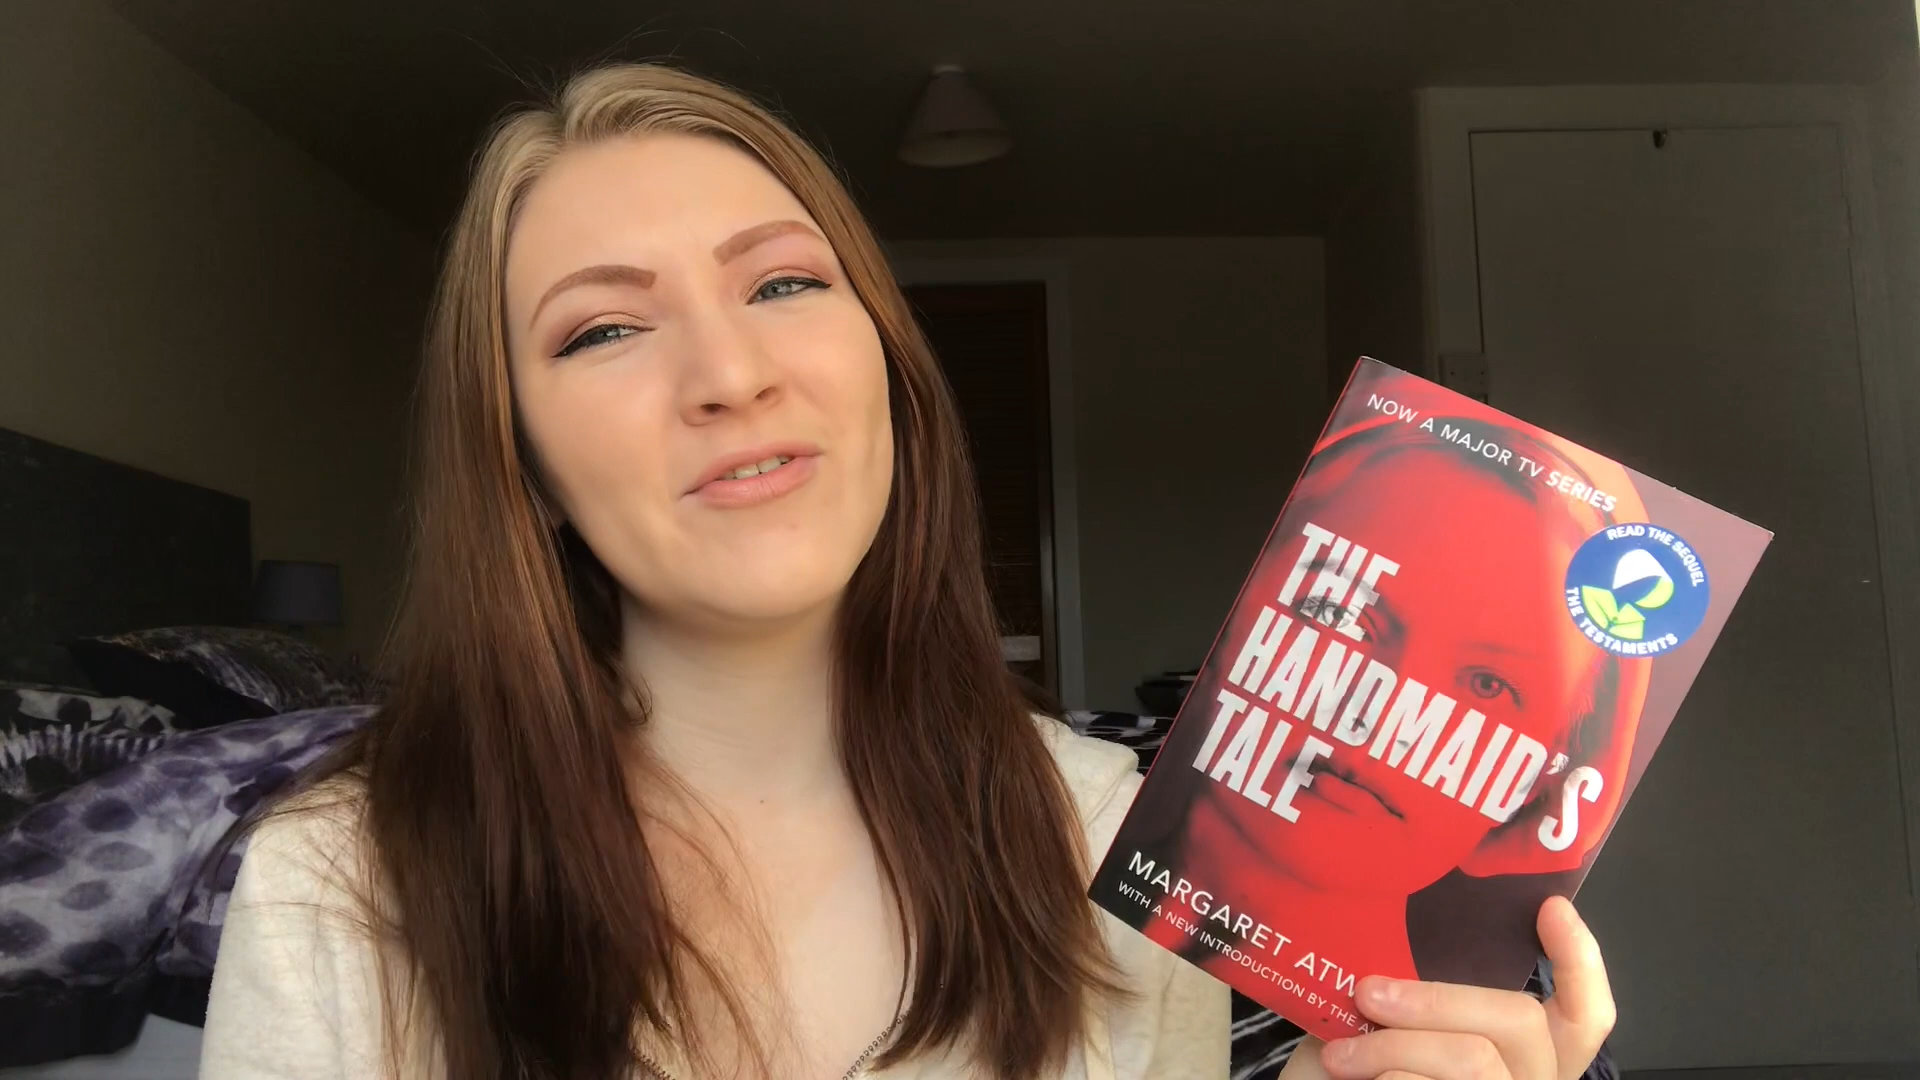 NOW A MAJOR TV SERIES
READ THE SEQUEL
THE TESTAMENTS
THE
HANDMAID'S
TALE
MARGARET ATW
WITH A NEW INTRODUCTION BY THE